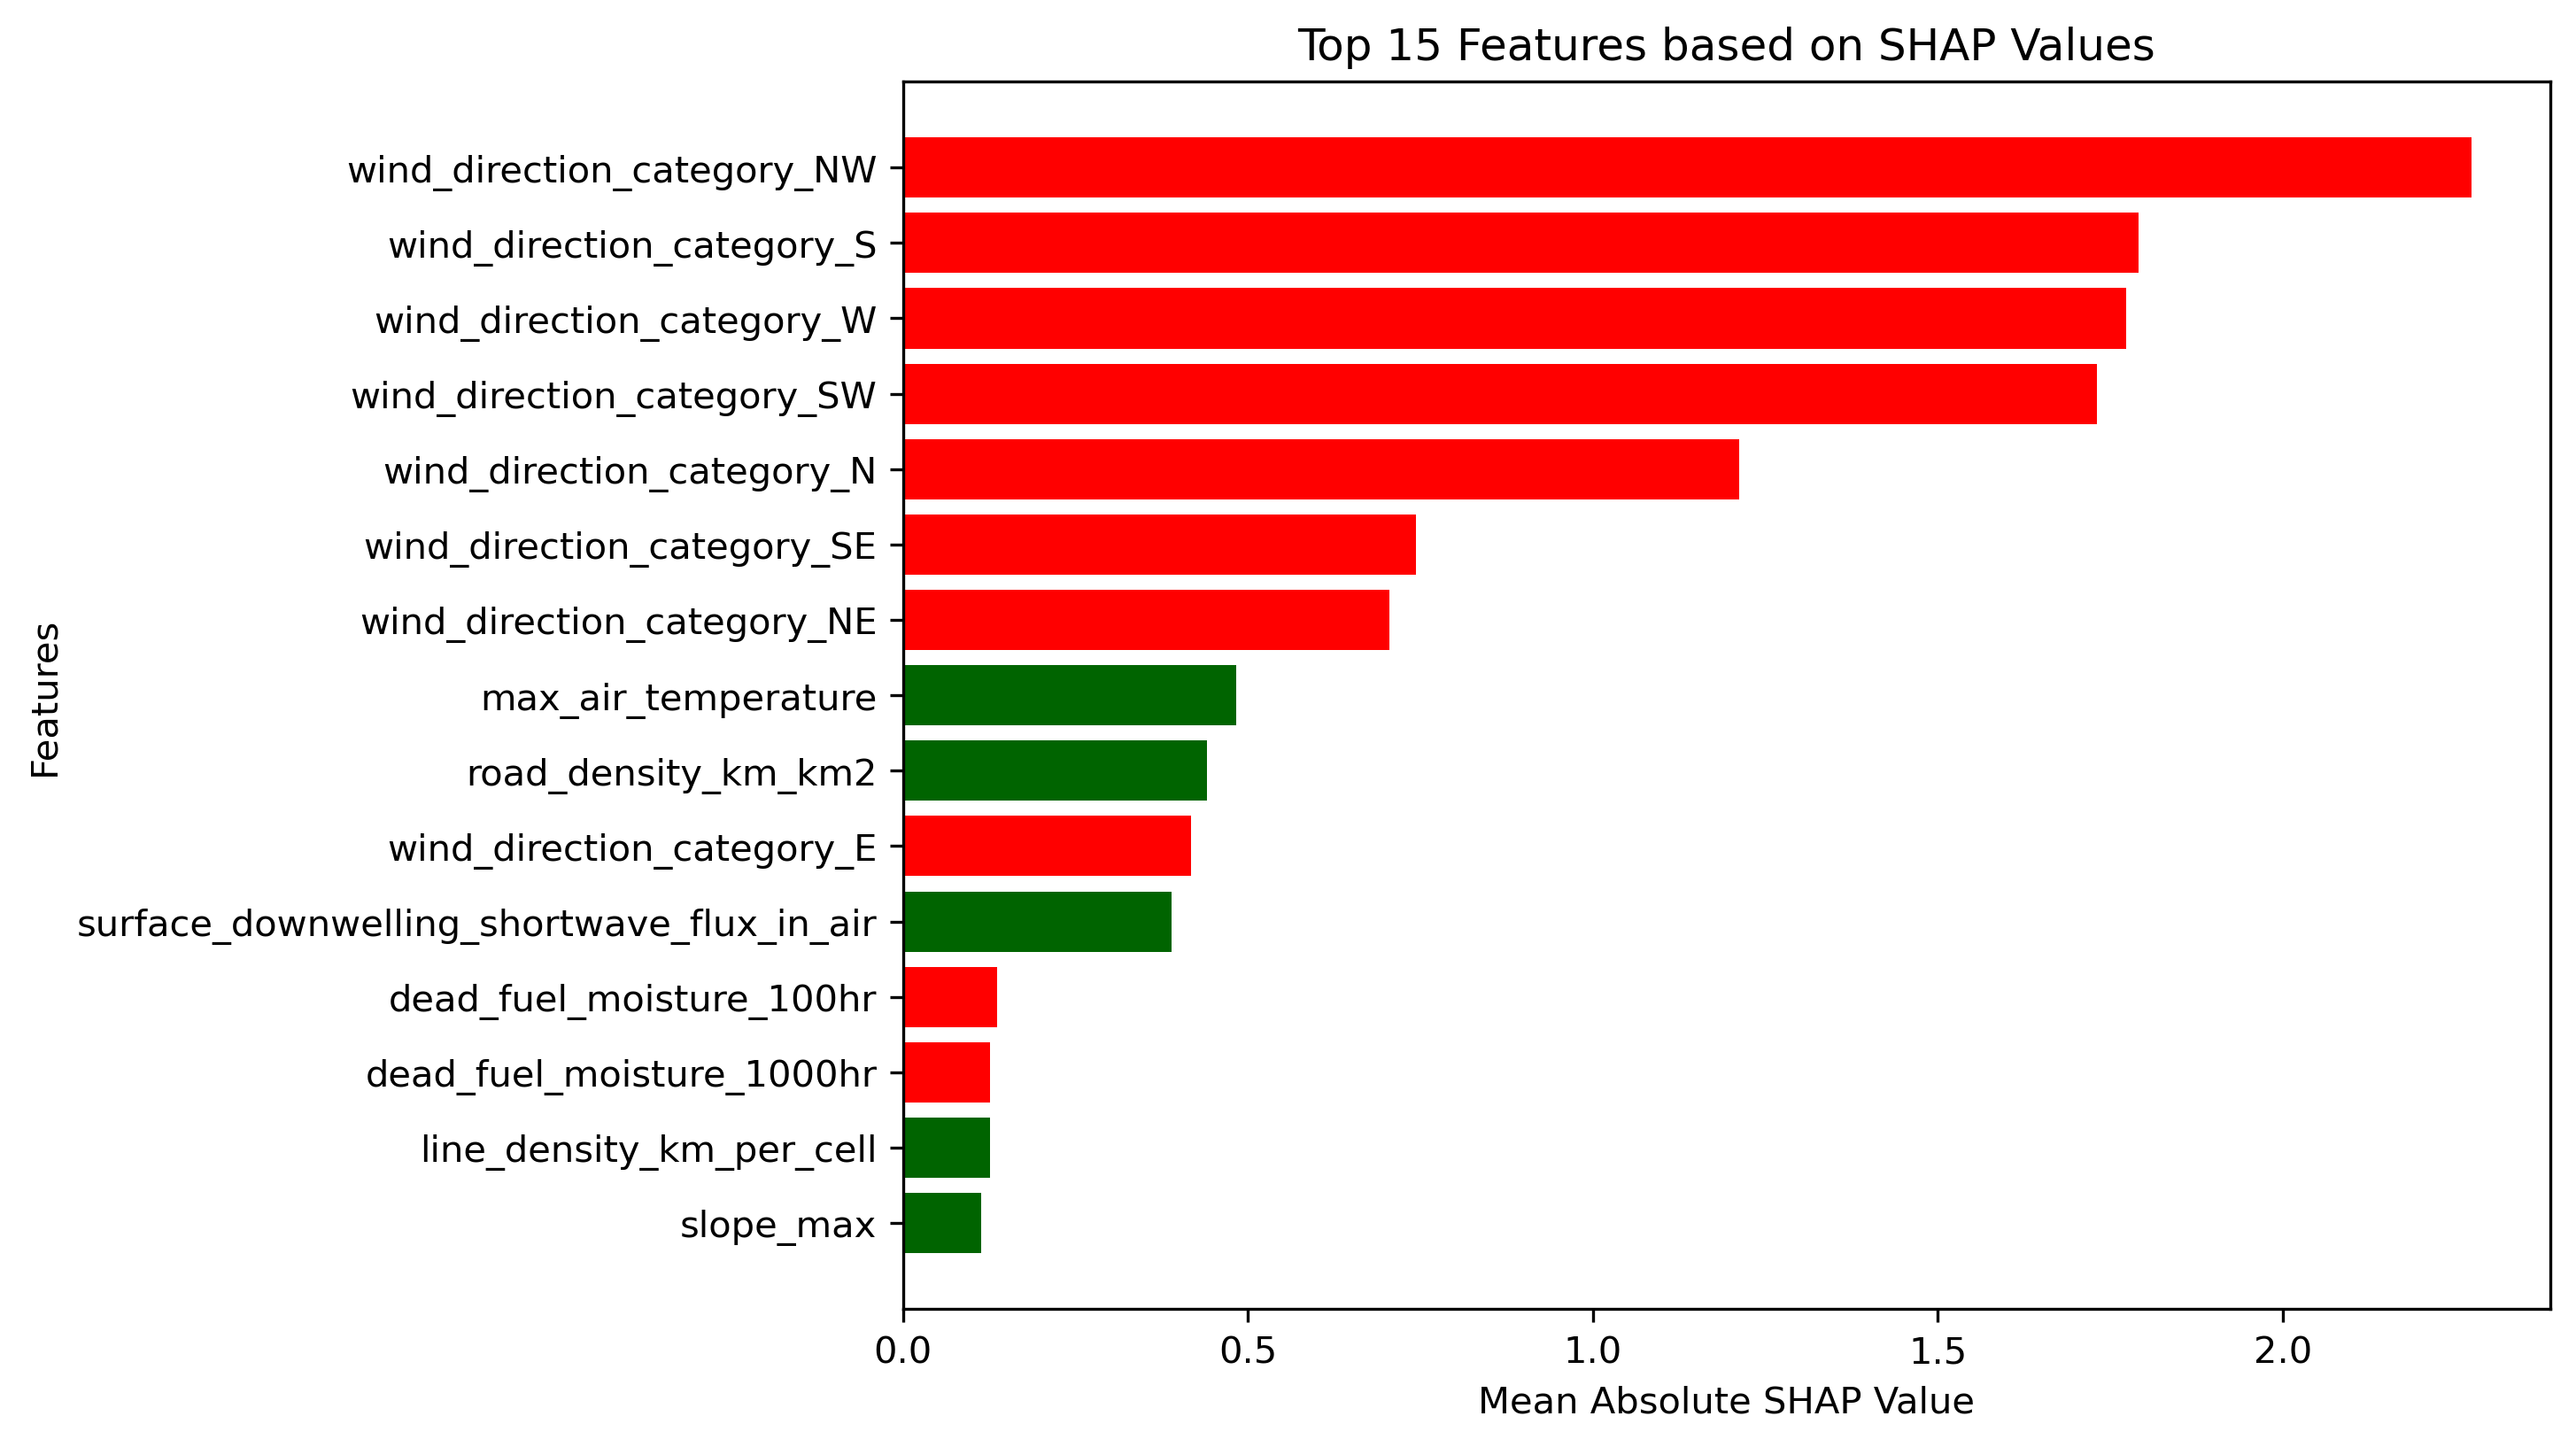 Top 15 Features based on SHAP Values
Features
wind_direction_category_NW
wind_direction_category_S
wind_direction_category_W
wind_direction_category_SW
wind_direction_category_N
wind_direction_category_SE
wind_direction_category_NE
max_air_temperature
road_density_km_km2
wind_direction_category_E
surface_downwelling_shortwave_flux_in_air
dead_fuel_moisture_100hr
dead_fuel_moisture_1000hr
line_density_km_per_cell
slope_max
0.0 0.5 1.0 1.5 2.0
Mean Absolute SHAP Value